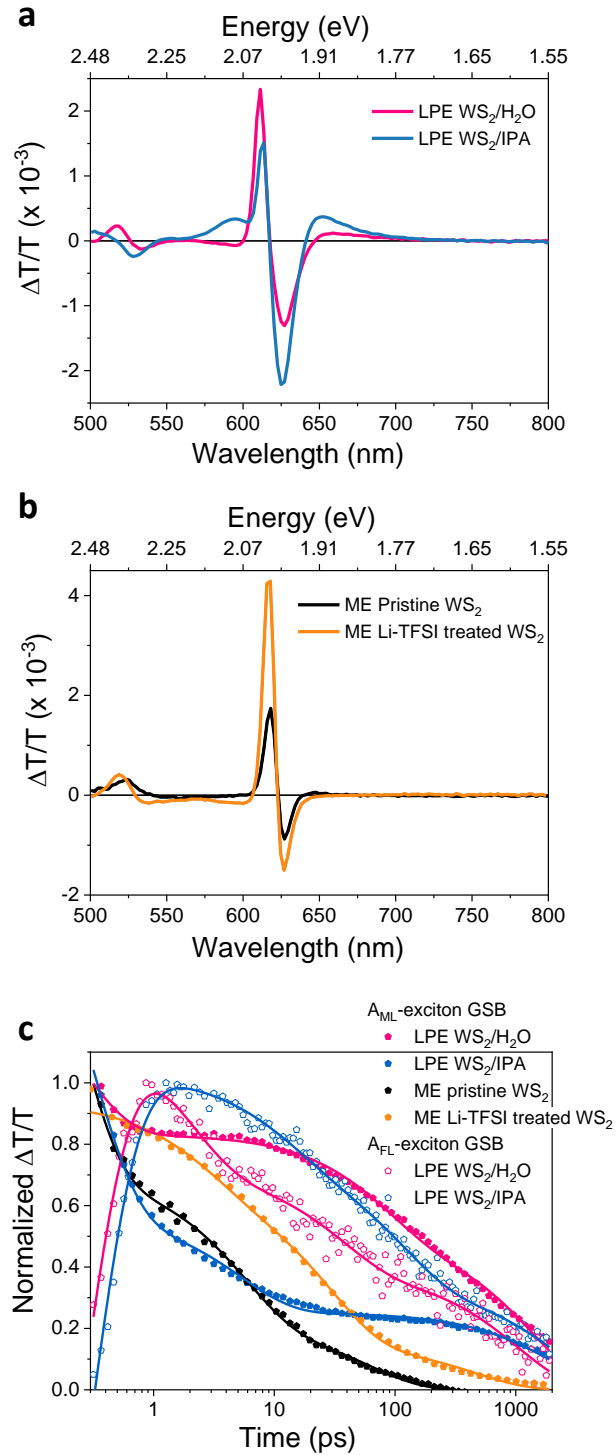 a
Energy (eV)
2.48 2.25 2.07 1.91 1.77 1.65 1.55
LPE WS₂/H₂O
LPE WS₂/IPA
ΔT/T (x 10⁻³)
2
1
0
-1
-2
500 550 600 650 700 750 800
Wavelength (nm)
b
Energy (eV)
2.48 2.25 2.07 1.91 1.77 1.65 1.55
ME Pristine WS₂
ME Li-TFSI treated WS₂
ΔT/T (x 10⁻³)
4
2
0
-2
500 550 600 650 700 750 800
Wavelength (nm)
c
A_ML-exciton GSB
LPE WS₂/H₂O
LPE WS₂/IPA
ME pristine WS₂
ME Li-TFSI treated WS₂
A_FL-exciton GSB
LPE WS₂/H₂O
LPE WS₂/IPA
Normalized ΔT/T
1.0
0.8
0.6
0.4
0.2
0.0
1 10 100 1000
Time (ps)